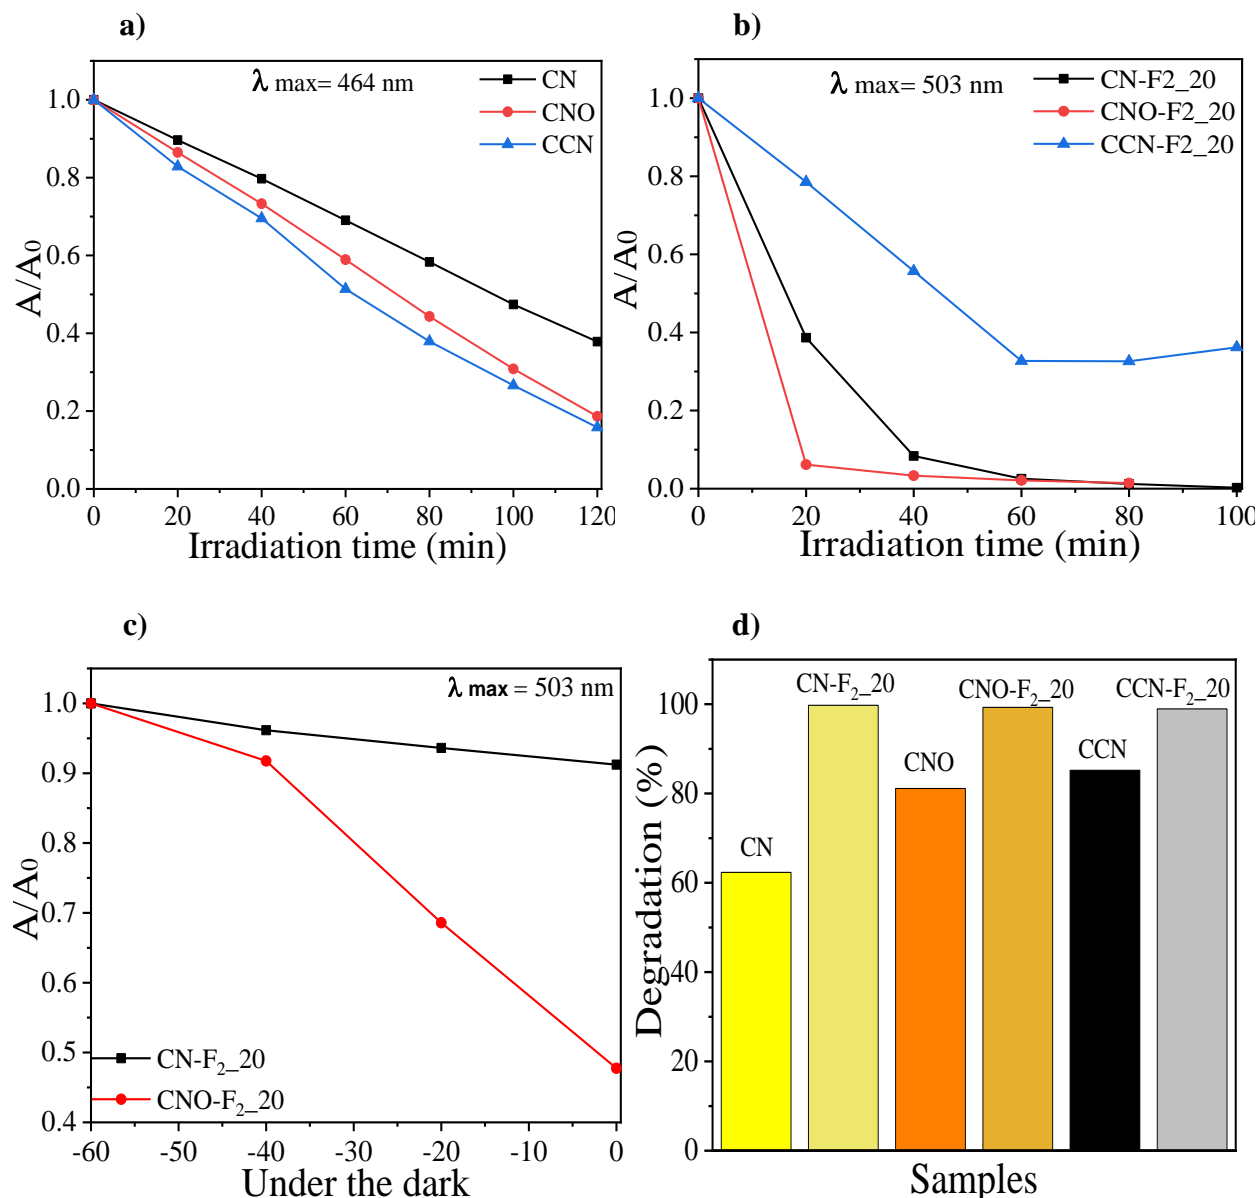 a)
λ max= 464 nm
CN
CNO
CCN
1.0
0.8
0.6
0.4
0.2
0.0
A/A0
0 20 40 60 80 100 120
Irradiation time (min)
b)
λ max= 503 nm
CN-F2_20
CNO-F2_20
CCN-F2_20
1.0
0.8
0.6
0.4
0.2
0.0
A/A0
0 20 40 60 80 100
Irradiation time (min)
c)
λ max = 503 nm
1.0
0.9
0.8
0.7
0.6
0.5
0.4
A/A0
CN-F2_20
CNO-F2_20
-60 -50 -40 -30 -20 -10 0
Under the dark
d)
100
80
60
40
20
0
Degradation (%)
CN
CN-F2_20
CNO
CNO-F2_20
CCN
CCN-F2_20
Samples